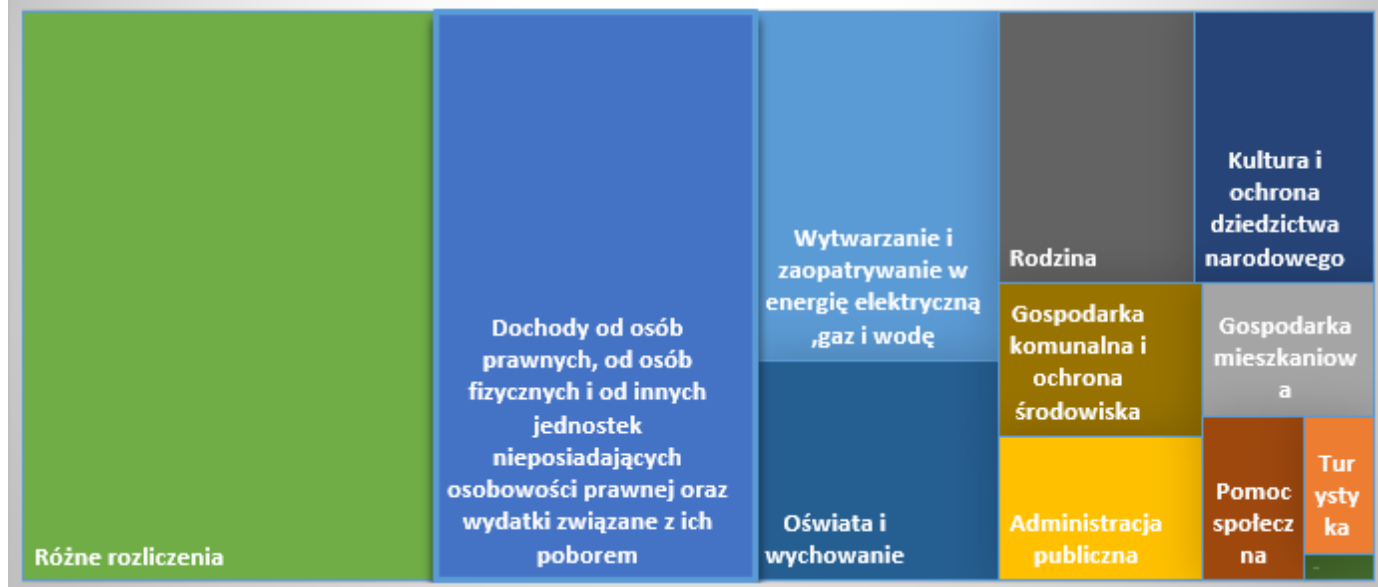 Różne rozliczenia
Dochody od osób
prawnych, od osób
fizycznych i od innych
jednostek
nieposiadających
osobowości prawnej oraz
wydatki związane z ich
poborem
Wytwarzanie i
zaopatrywanie w
energię elektryczną
,gaz i wodę
Oświata i
wychowanie
Rodzina
Kultura i
ochrona
dziedzictwa
narodowego
Gospodarka
komunalna i
ochrona
środowiska
Gospodarka
mieszkaniow
a
Administracja
publiczna
Pomoc
społecz
na
Tur
ysty
ka